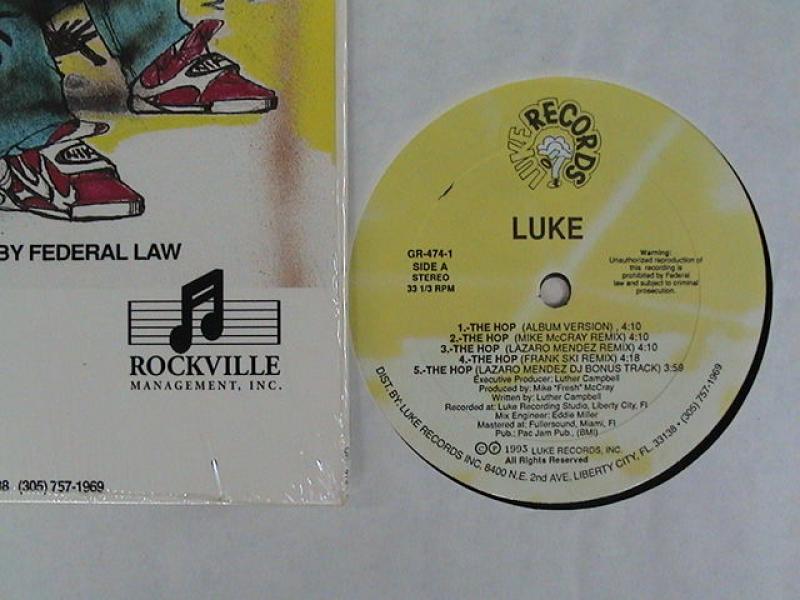 NIK
NIK
BY FEDERAL LAW
ROCKVILLE
MANAGEMENT, INC.
(305) 757-1969
LUKE RECORDS
LUKE
GR-474-1
SIDE A
STEREO
33 1/3 RPM
Warning:
Unauthorized reproduction of
this recording is
prohibited by Federal
law and subject to criminal
prosecution.
1.-THE HOP (ALBUM VERSION) , 4:10
2.-THE HOP (MIKE McCRAY REMIX) 4:10
3.-THE HOP (LAZARO MENDEZ REMIX) 4:10
4.-THE HOP (FRANK SKI REMIX) 4:18
5.-THE HOP (LAZARO MENDEZ DJ BONUS TRACK) 3:59
Executive Producer: Luther Campbell
Produced by: Mike "Fresh" McCray
Written by: Luther Campbell
Recorded at: Luke Recording Studio, Liberty City, Fl
Mix Engineer: Eddie Miller
Mastered at: Fullersound, Miami, Fl
Pub.: Pac Jam Pub., (BMI)
© ℗ 1993 LUKE RECORDS, INC.
All Rights Reserved
DIST. BY: LUKE RECORDS INC. 8400 N.E. 2nd AVE. LIBERTY CITY, FL. 33138 • (305) 757-1969